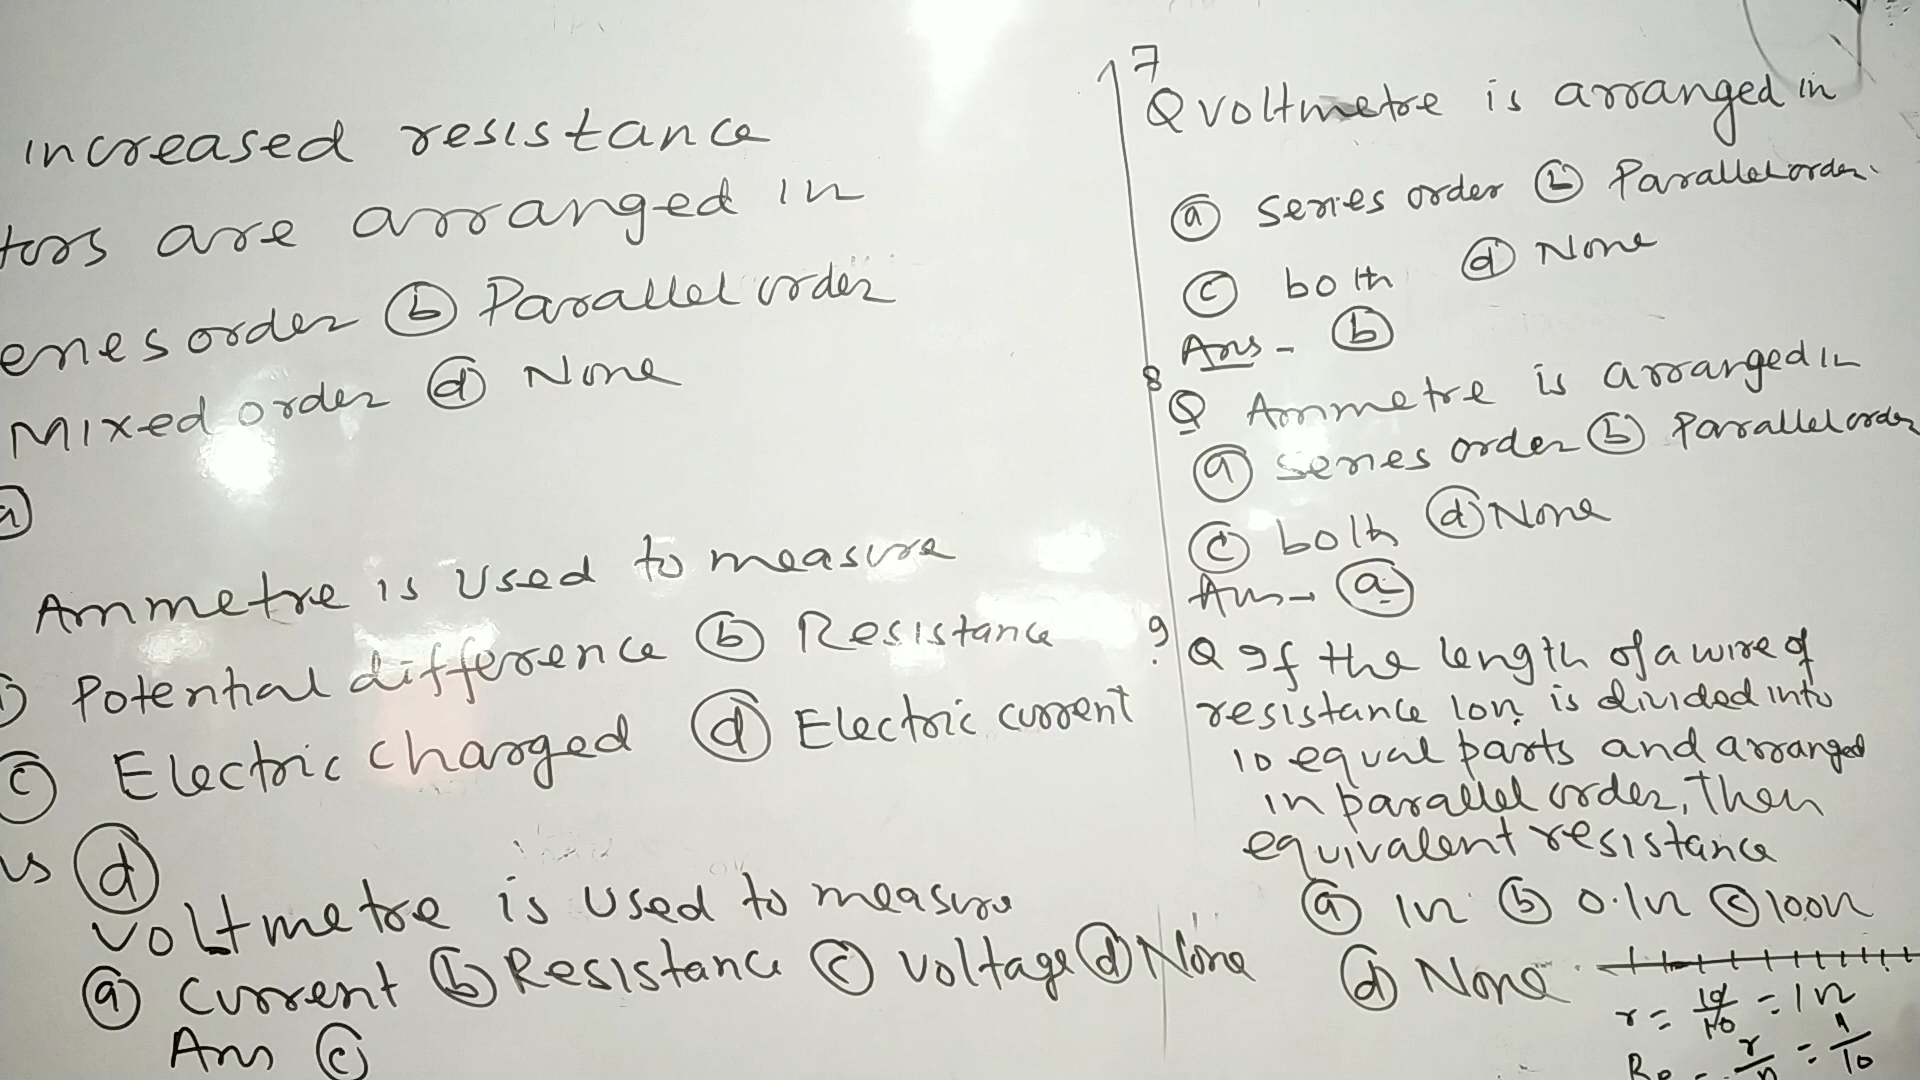 increased resistance
tors are arranged in
eries order (b) Parallel order
Mixed order (d) None
(a)
Ammetre is used to measure
Potential difference (b) Resistance
(c) Electric charged (d) Electric current
us (d)
voltmetre is used to measure
(a) current (b) Resistance (c) voltage (d) None
Ans (c)
7
Q voltmetre is arranged in
(a) series order (b) Parallel order.
(c) both (d) None
Ans - (b)
8
Q Ammetre is arranged in
(a) series order (b) Parallel order
(c) both (d) None
Ans → (a)
9
Q If the length of a wire of
resistance 10Ω is divided into
10 equal parts and arranged
in parallel order, then
equivalent resistance
(a) 1Ω (b) 0.1Ω (c) 100Ω
(d) None
r = 10/10 = 1Ω
Re = r/n = 1/10